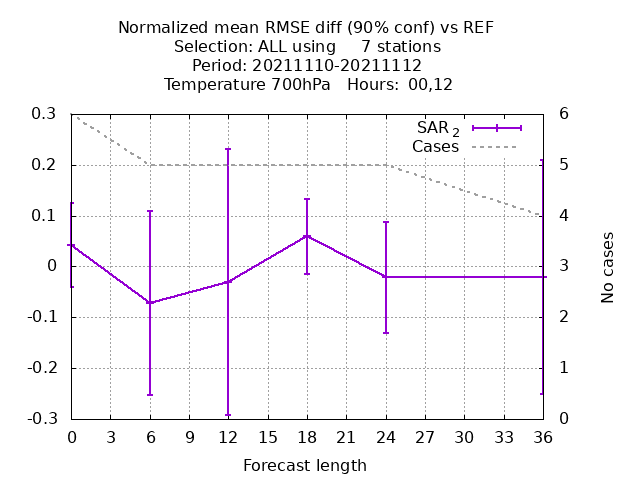 Normalized mean RMSE diff (90% conf) vs REF
Selection: ALL using     7 stations
Period: 20211110-20211112
Temperature 700hPa   Hours:  00,12
0.3
0.2
0.1
0
-0.1
-0.2
-0.3
SAR 2
Cases
6
5
4
3
2
1
0
No cases
0 3 6 9 12 15 18 21 24 27 30 33 36
Forecast length